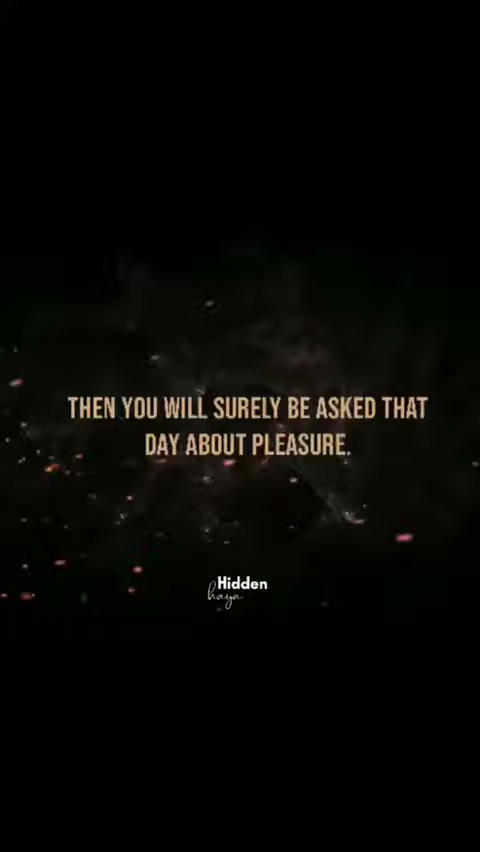 THEN YOU WILL SURELY BE ASKED THAT
DAY ABOUT PLEASURE.
Hidden
haya